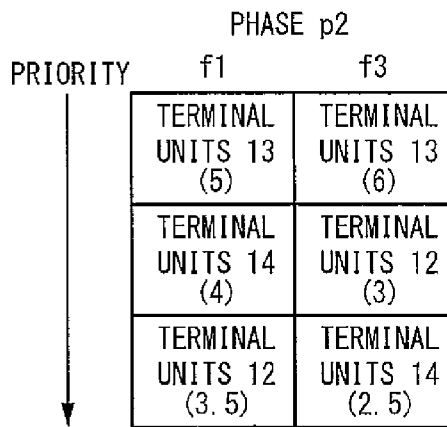 PHASE p2
PRIORITY f1 f3
TERMINAL UNITS 13 (5)
TERMINAL UNITS 13 (6)
TERMINAL UNITS 14 (4)
TERMINAL UNITS 12 (3)
TERMINAL UNITS 12 (3.5)
TERMINAL UNITS 14 (2.5)